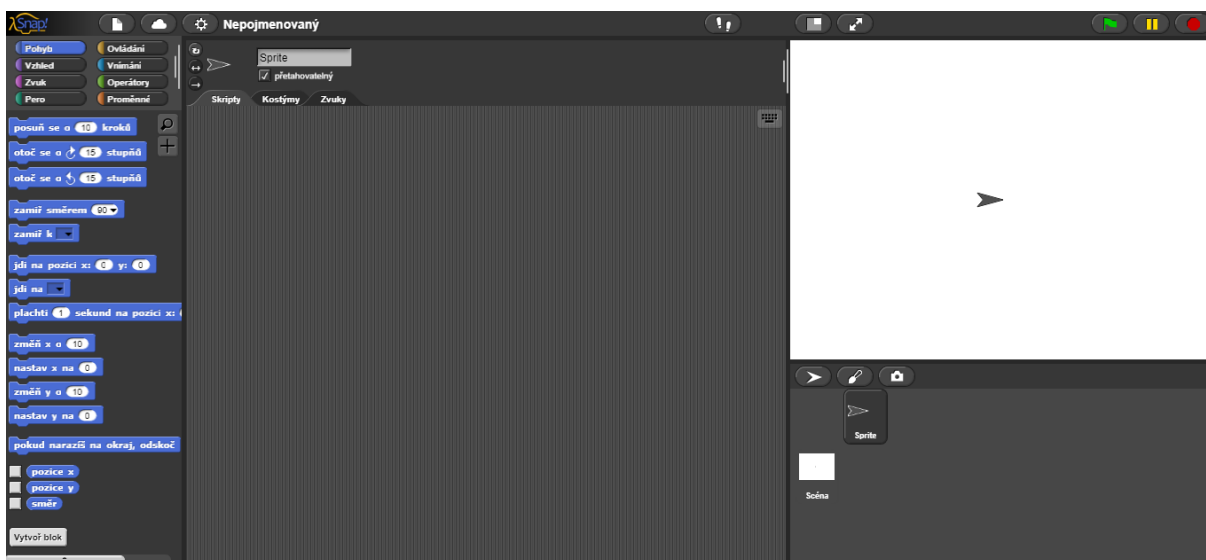 Snap!
Nepojmenovaný
Pohyb Ovládání
Vzhled Vnímání
Zvuk Operátory
Pero Proměnné
Sprite
přetahovatelný
Skripty Kostýmy Zvuky
posuň se o 10 kroků
otoč se o 15 stupňů
otoč se o 15 stupňů
zamiř směrem 90
zamiř k
jdi na pozici x: 0 y: 0
jdi na
plachti 1 sekund na pozici x:
změň x o 10
nastav x na 0
změň y o 10
nastav y na 0
pokud narazíš na okraj, odskoč
pozice x
pozice y
směr
Vytvoř blok
Sprite
Scéna